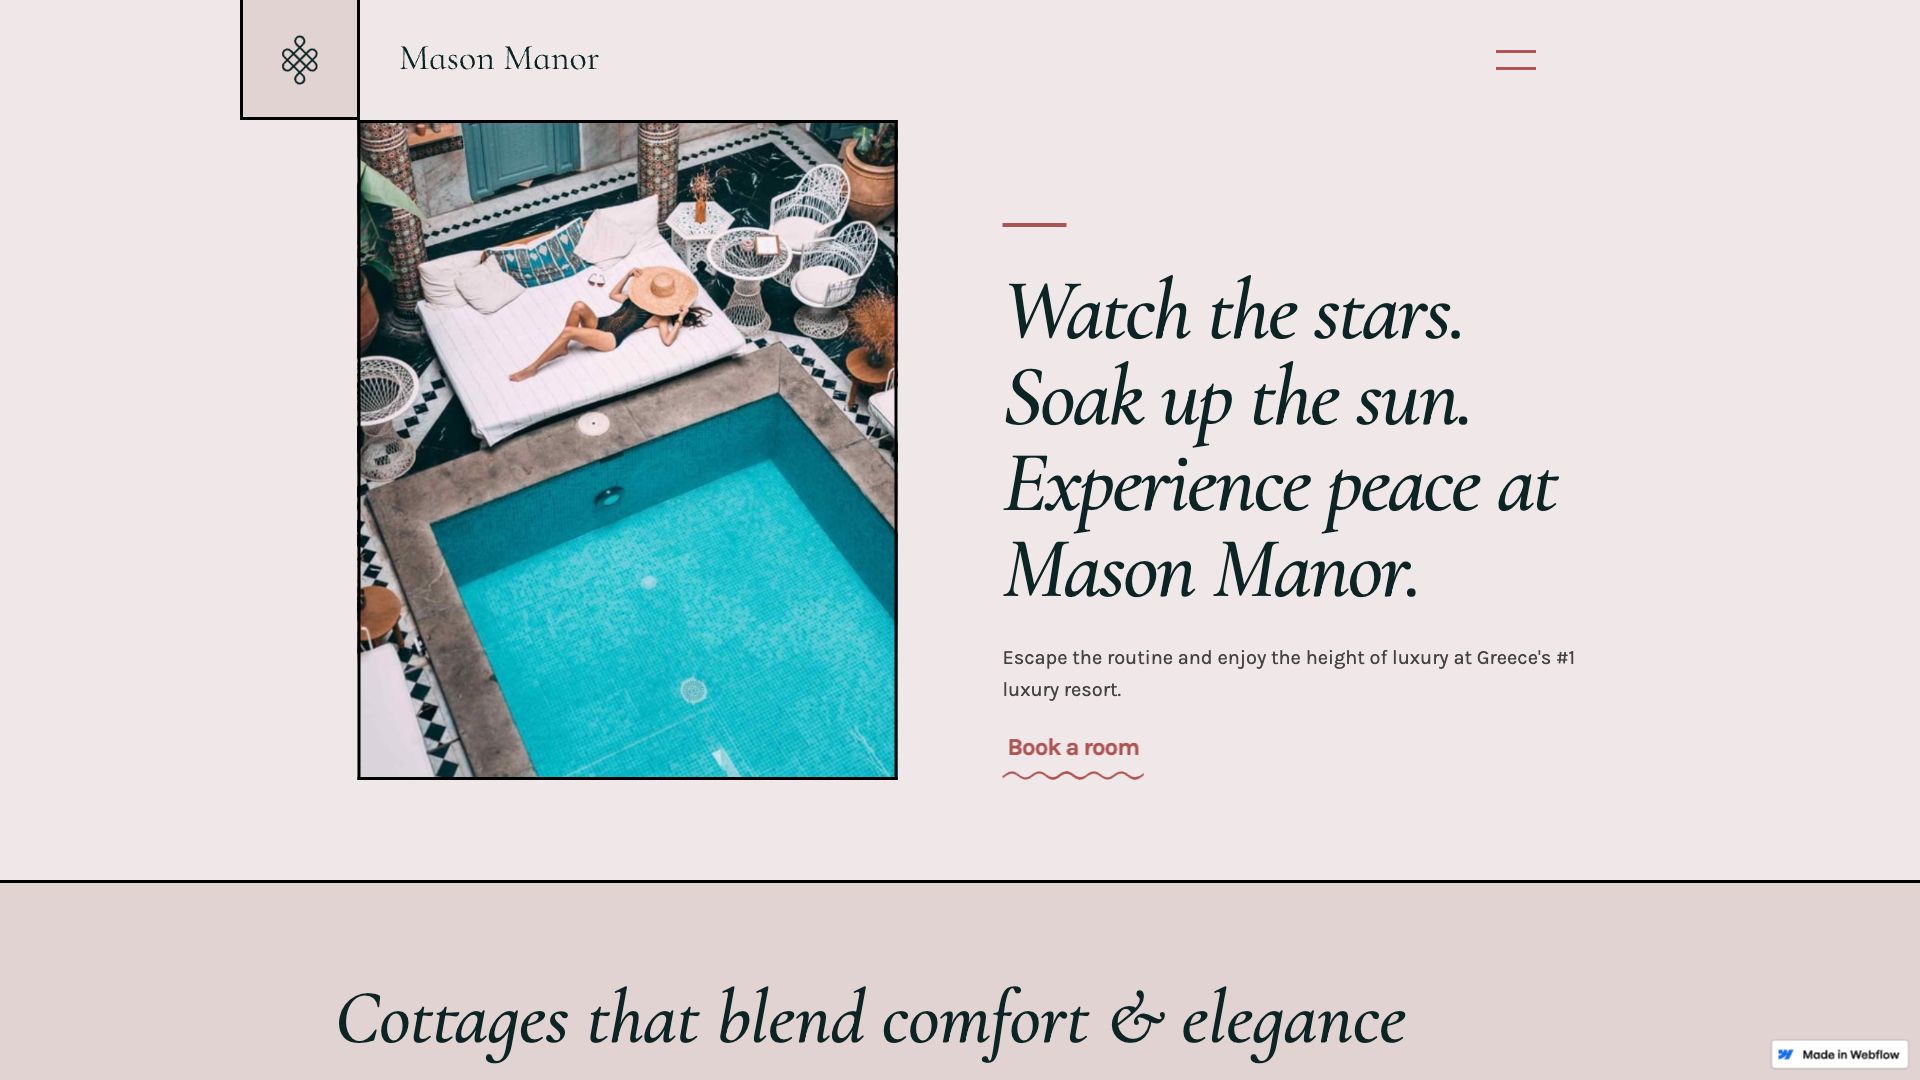 Mason Manor
Watch the stars.
Soak up the sun.
Experience peace at
Mason Manor.
Escape the routine and enjoy the height of luxury at Greece's #1
luxury resort.
Book a room
Cottages that blend comfort & elegance
Made in Webflow